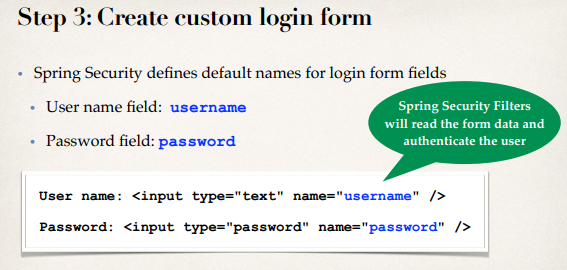 Step 3: Create custom login form
• Spring Security defines default names for login form fields
• User name field: username
• Password field: password
Spring Security Filters
will read the form data and
authenticate the user
User name: <input type="text" name="username" />
Password: <input type="password" name="password" />